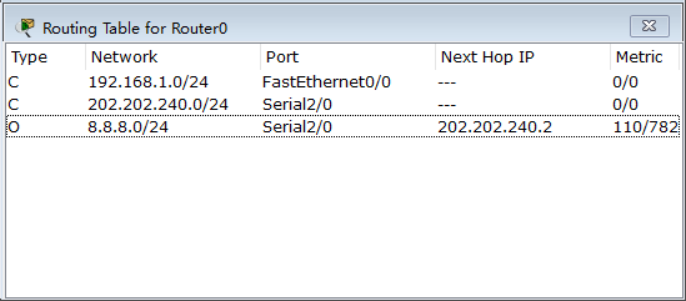 Routing Table for Router0
Type Network Port Next Hop IP Metric
C 192.168.1.0/24 FastEthernet0/0 --- 0/0
C 202.202.240.0/24 Serial2/0 --- 0/0
O 8.8.8.0/24 Serial2/0 202.202.240.2 110/782